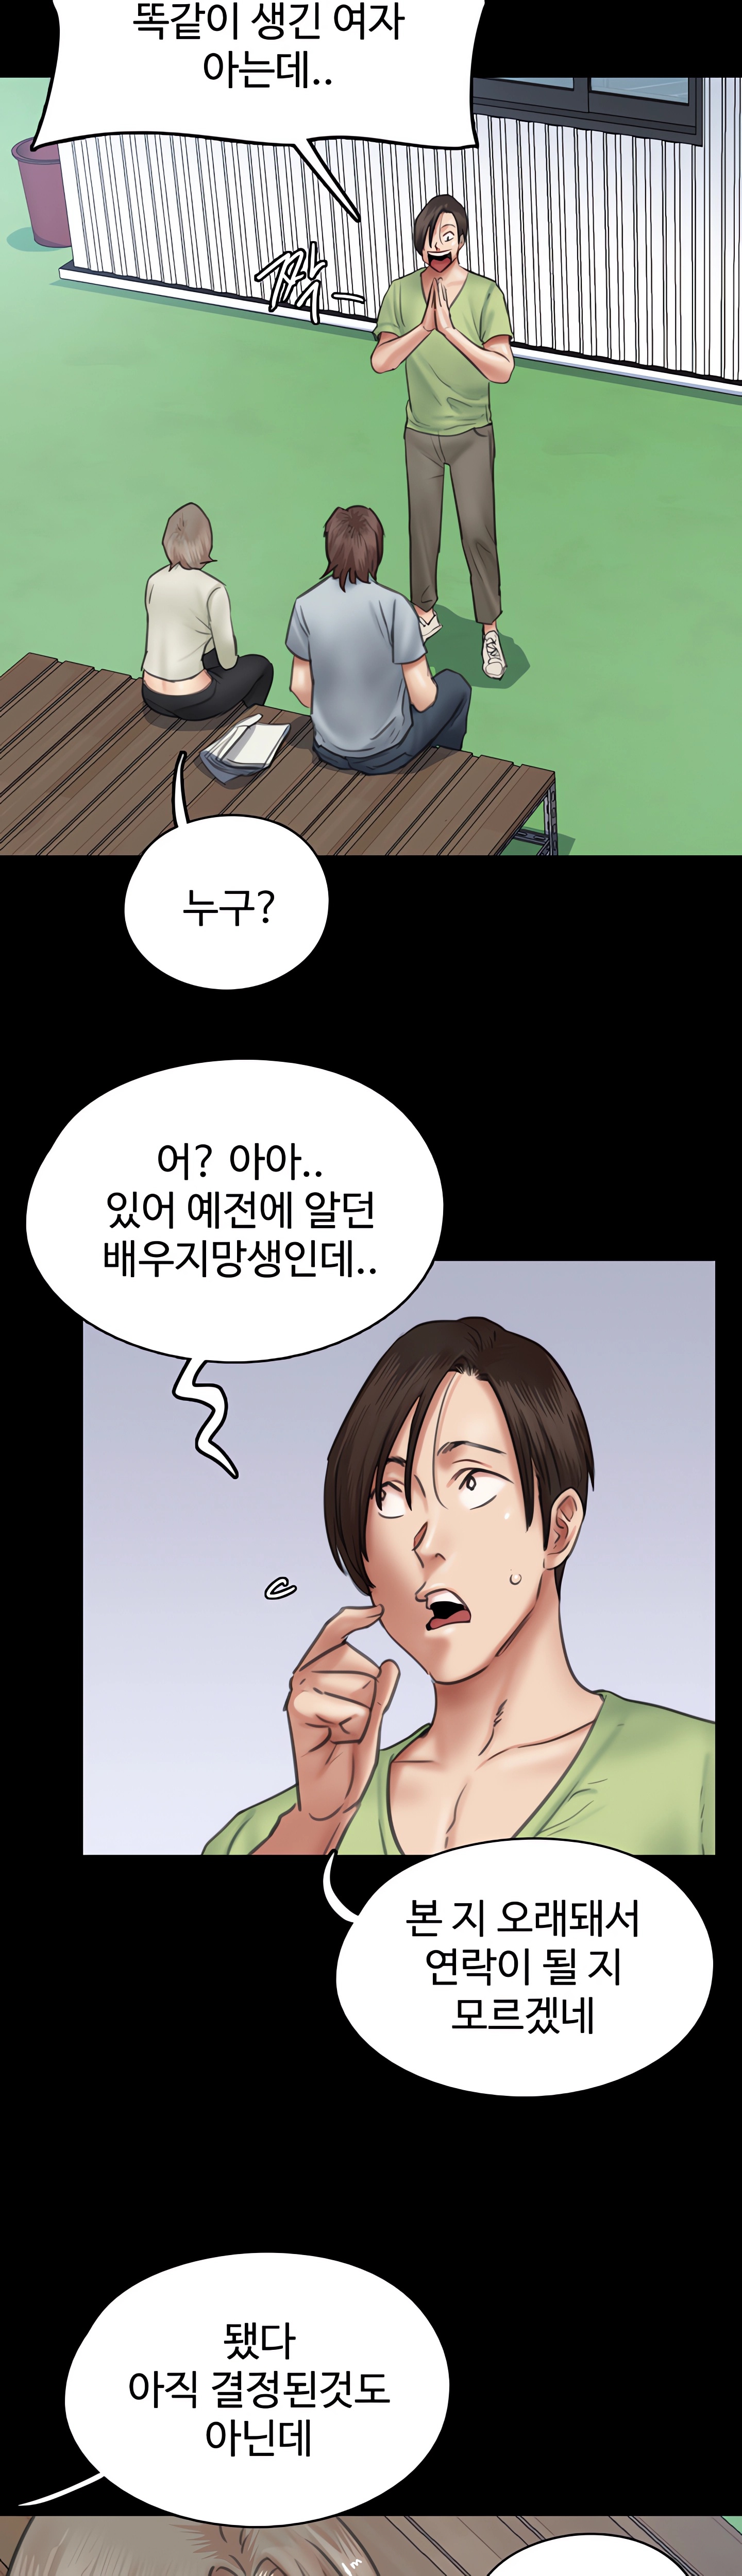 똑같이 생긴 여자
아는데..
짝
누구?
어? 아아..
있어 예전에 알던
배우지망생인데..
본 지 오래돼서
연락이 될 지
모르겠네
됐다
아직 결정된것도
아닌데